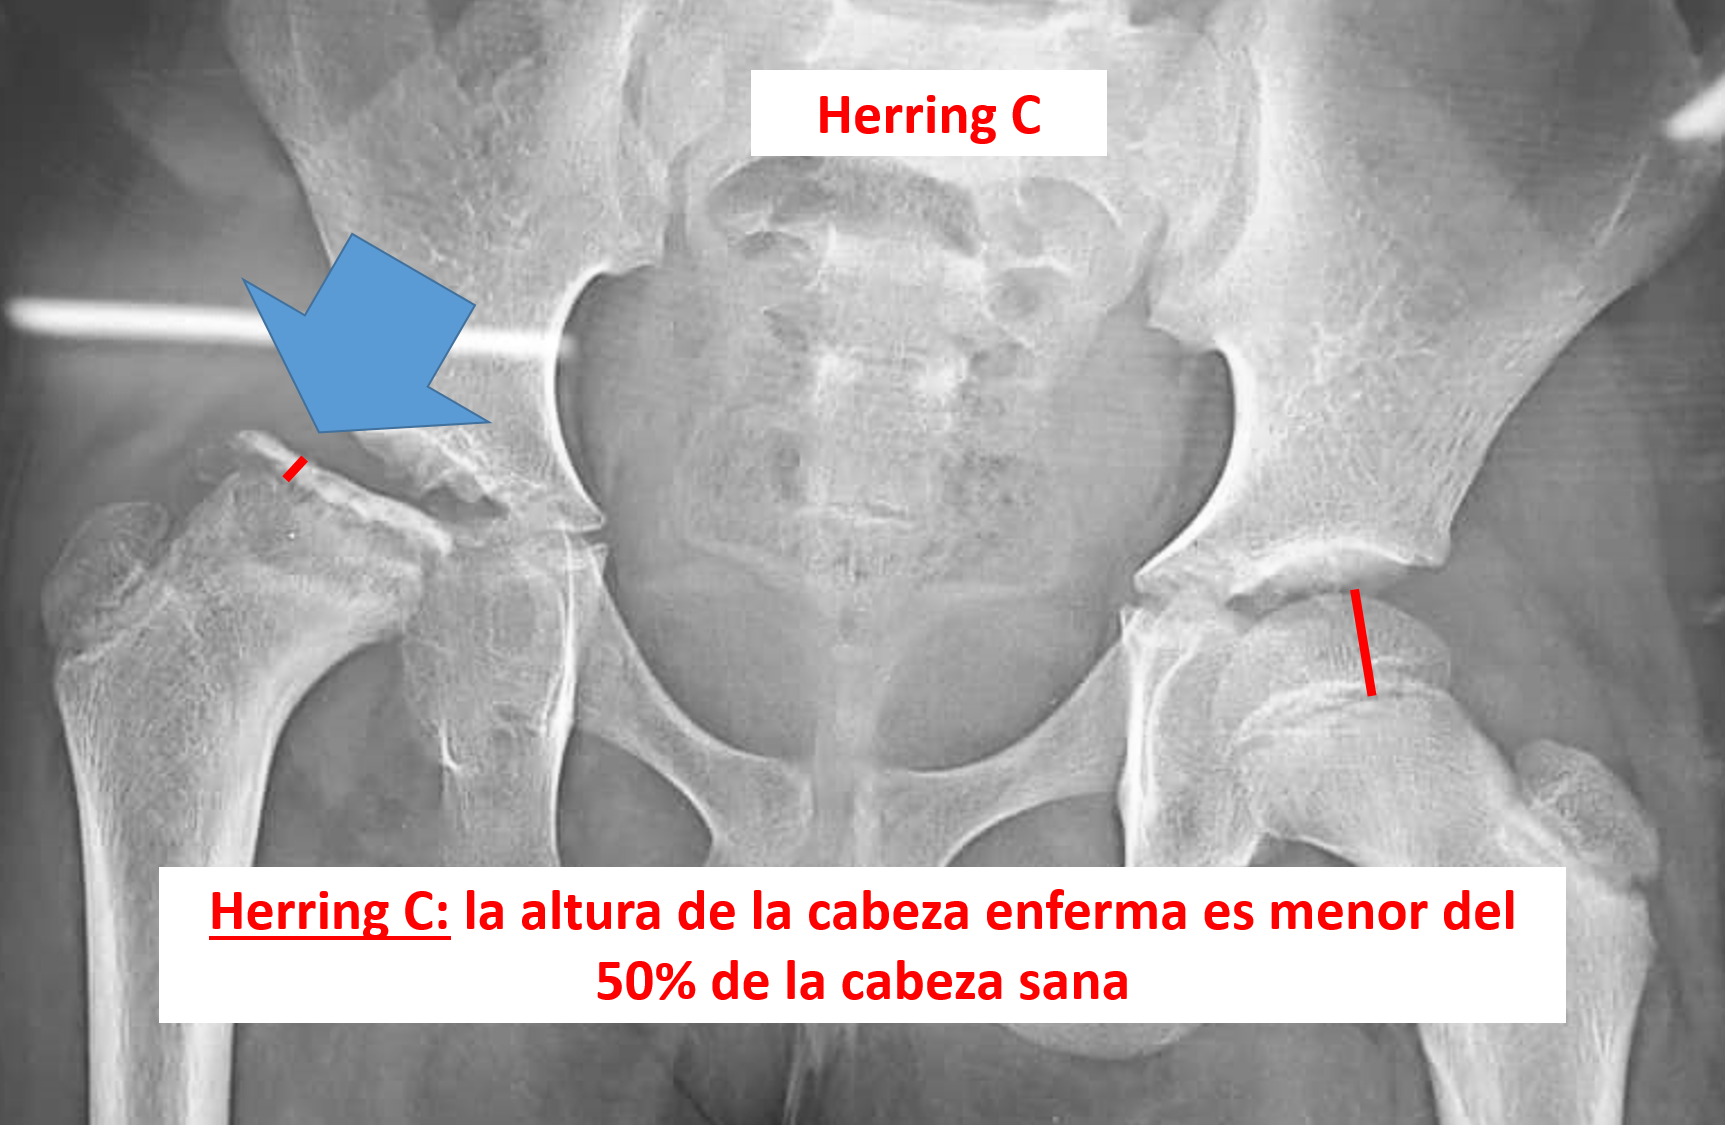 Herring C
Herring C: la altura de la cabeza enferma es menor del
50% de la cabeza sana